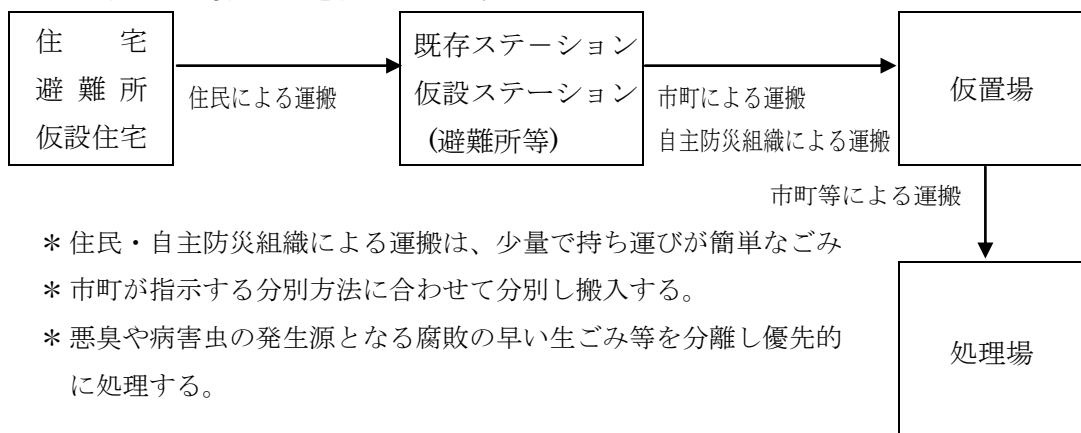 住　　宅
避 難 所
仮設住宅
住民による運搬
既存ステーション
仮設ステーション
(避難所等)
市町による運搬
自主防災組織による運搬
仮置場
市町等による運搬
＊住民・自主防災組織による運搬は、少量で持ち運びが簡単なごみ
＊市町が指示する分別方法に合わせて分別し搬入する。
＊悪臭や病害虫の発生源となる腐敗の早い生ごみ等を分離し優先的
に処理する。
処理場